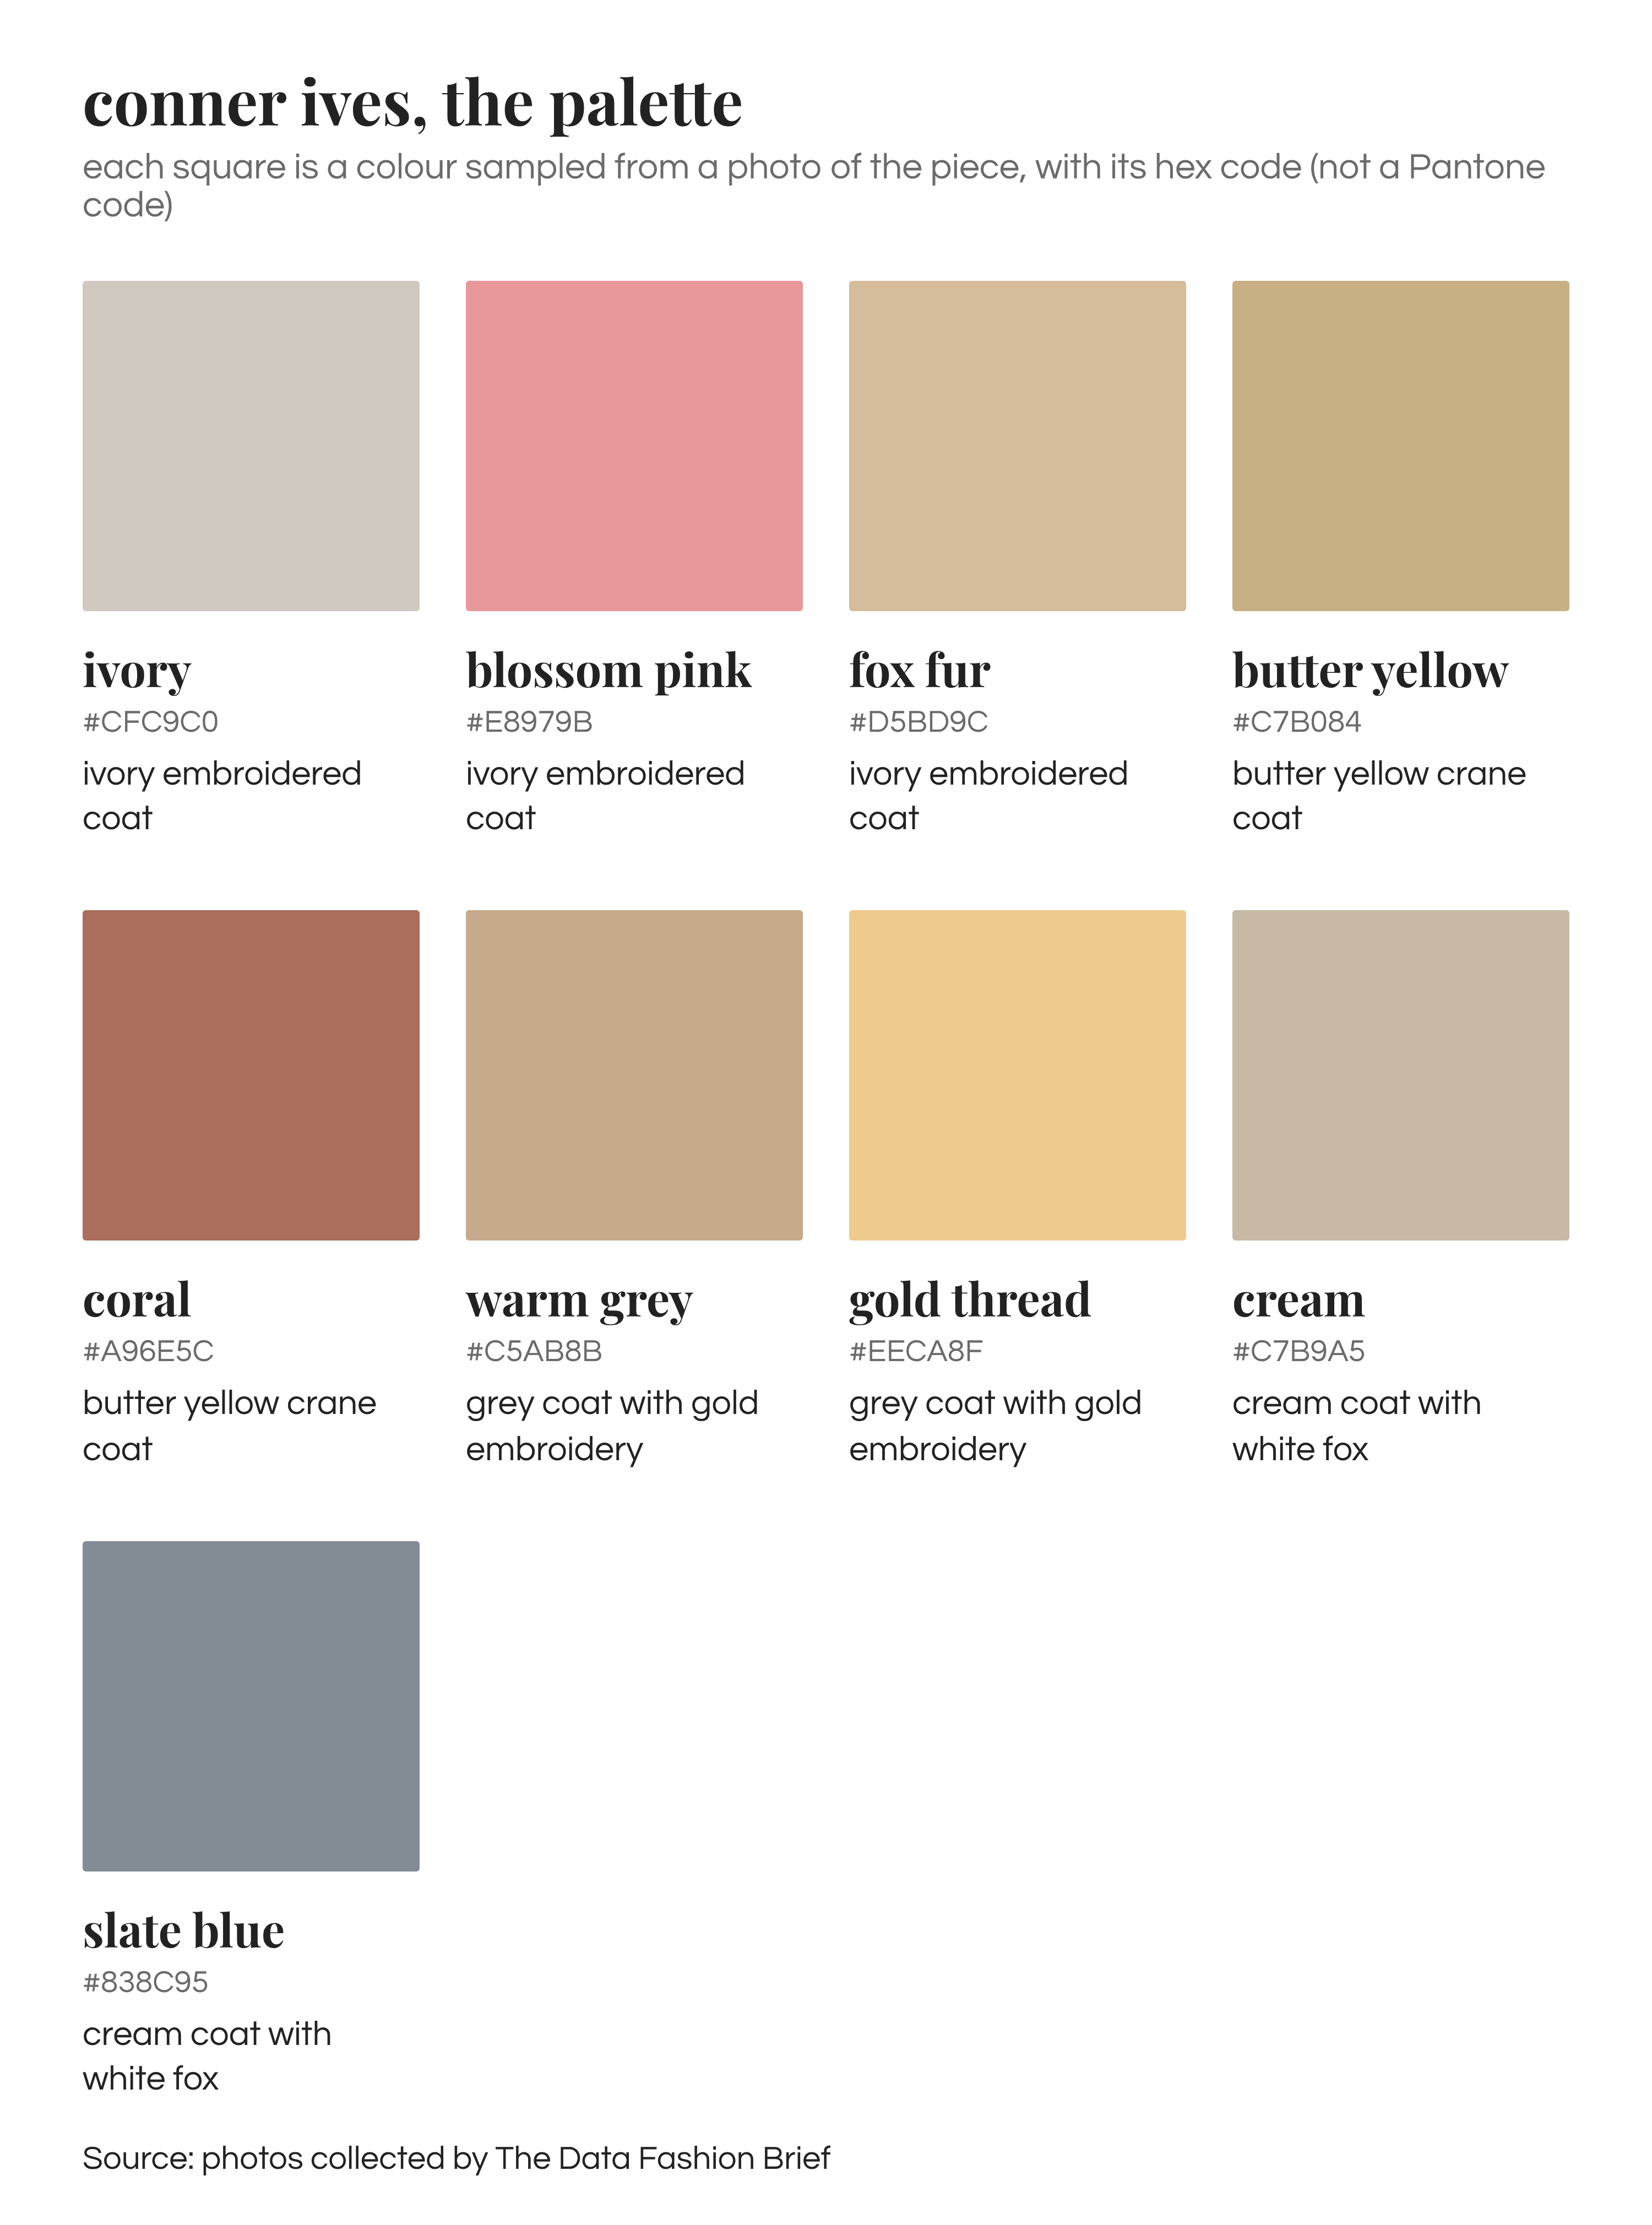 conner ives, the palette
each square is a colour sampled from a photo of the piece, with its hex code (not a Pantone
code)
ivory
#CFC9C0
ivory embroidered
coat
blossom pink
#E8979B
ivory embroidered
coat
fox fur
#D5BD9C
ivory embroidered
coat
butter yellow
#C7B084
butter yellow crane
coat
coral
#A96E5C
butter yellow crane
coat
warm grey
#C5AB8B
grey coat with gold
embroidery
gold thread
#EECA8F
grey coat with gold
embroidery
cream
#C7B9A5
cream coat with
white fox
slate blue
#838C95
cream coat with
white fox
Source: photos collected by The Data Fashion Brief